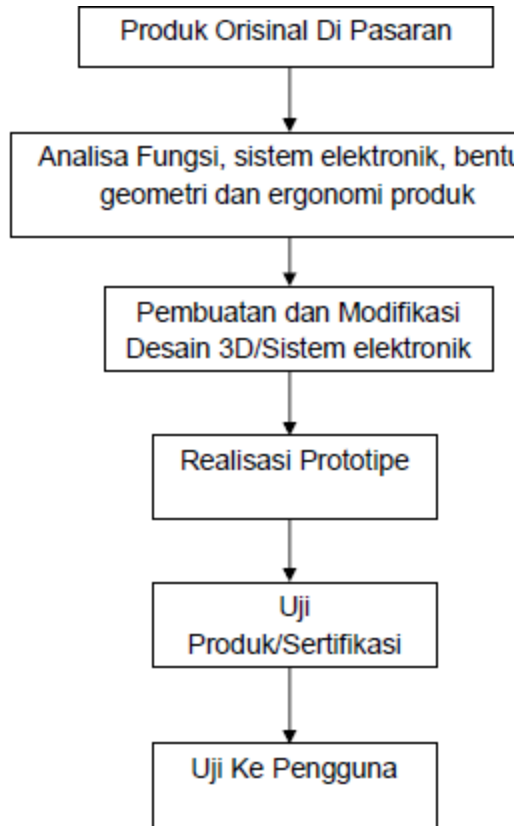 Produk Orisinal Di Pasaran
Analisa Fungsi, sistem elektronik, bentu
geometri dan ergonomi produk
Pembuatan dan Modifikasi
Desain 3D/Sistem elektronik
Realisasi Prototipe
Uji
Produk/Sertifikasi
Uji Ke Pengguna